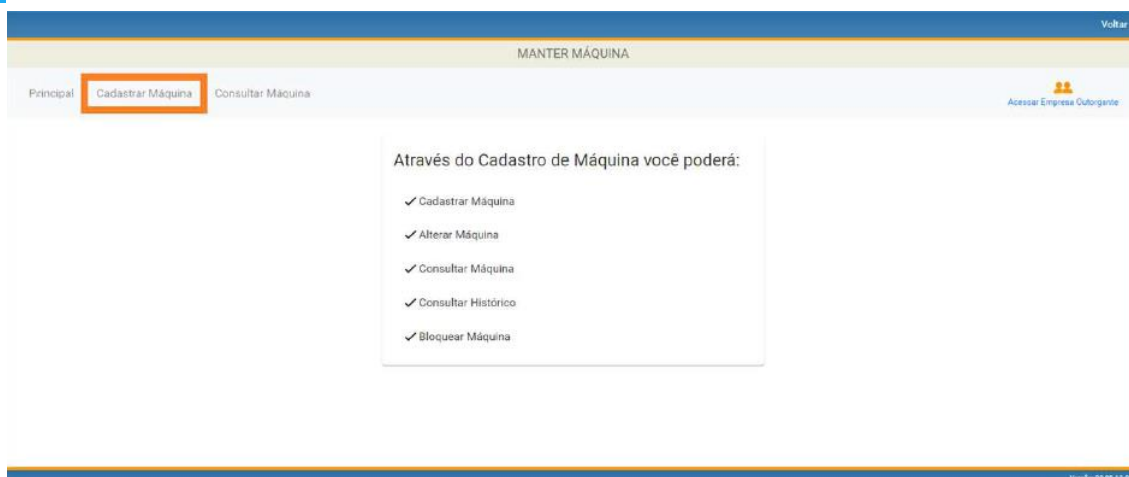 Voltar
MANTER MÁQUINA
Principal Cadastrar Máquina Consultar Máquina
Acessar Empresa Outorgante
Através do Cadastro de Máquina você poderá:
Cadastrar Máquina
Alterar Máquina
Consultar Máquina
Consultar Histórico
Bloquear Máquina